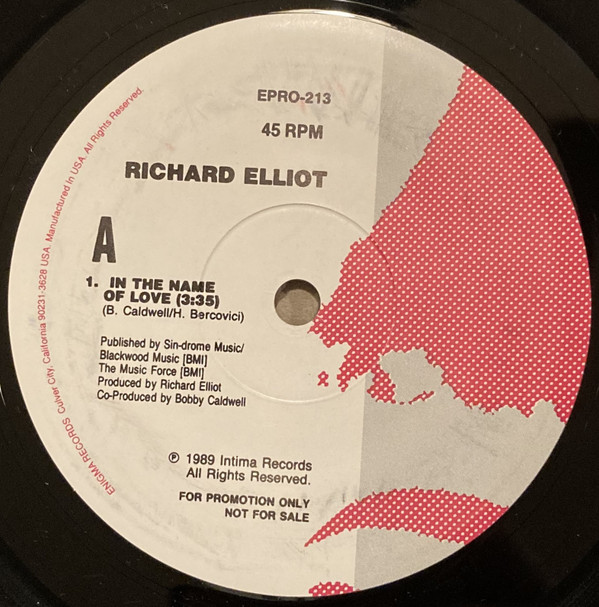 EPRO-213
45 RPM
RICHARD ELLIOT
A
1. IN THE NAME
OF LOVE (3:35)
(B. Caldwell/H. Bercovici)
Published by Sin-drome Music/
Blackwood Music [BMI]
The Music Force [BMI]
Produced by Richard Elliot
Co-Produced by Bobby Caldwell
℗ 1989 Intima Records
All Rights Reserved.
FOR PROMOTION ONLY
NOT FOR SALE
ENIGMA RECORDS Culver City, California 90231-3628 USA. Manufactured In USA. All Rights Reserved.